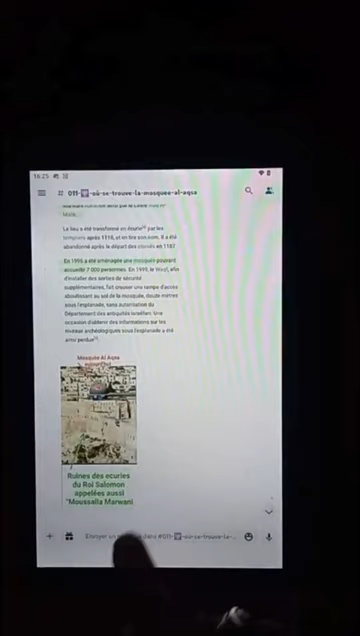 16:25
011-🕋-où-se-trouve-la-mosquee-al-aqsa
Le lieu a été transformé en écurie par les
templiers après 1118, et on tire son nom. Il a été
abandonné après le départ des croisés en 1187
En 1996 a été aménagée une mosquée pouvant
accueillir 7 000 personnes. En 1999, le Waqf, afin
d'installer des sorties de sécurité
supplémentaires, fait creuser une rampe d'accès
aboutissant au sol de la mosquée, douze mètres
sous l'esplanade, sans autorisation du
Département des antiquités israélien. Une
occasion d'obtenir des informations sur les
niveaux archéologiques sous l'esplanade a été
ainsi perdue
Mosquée Al Aqsa
Ruines des ecuries
du Roi Salomon
appelées aussi
"Moussalla Marwani
Envoyer un dans #011-🕋-où-se-trouve-la-...